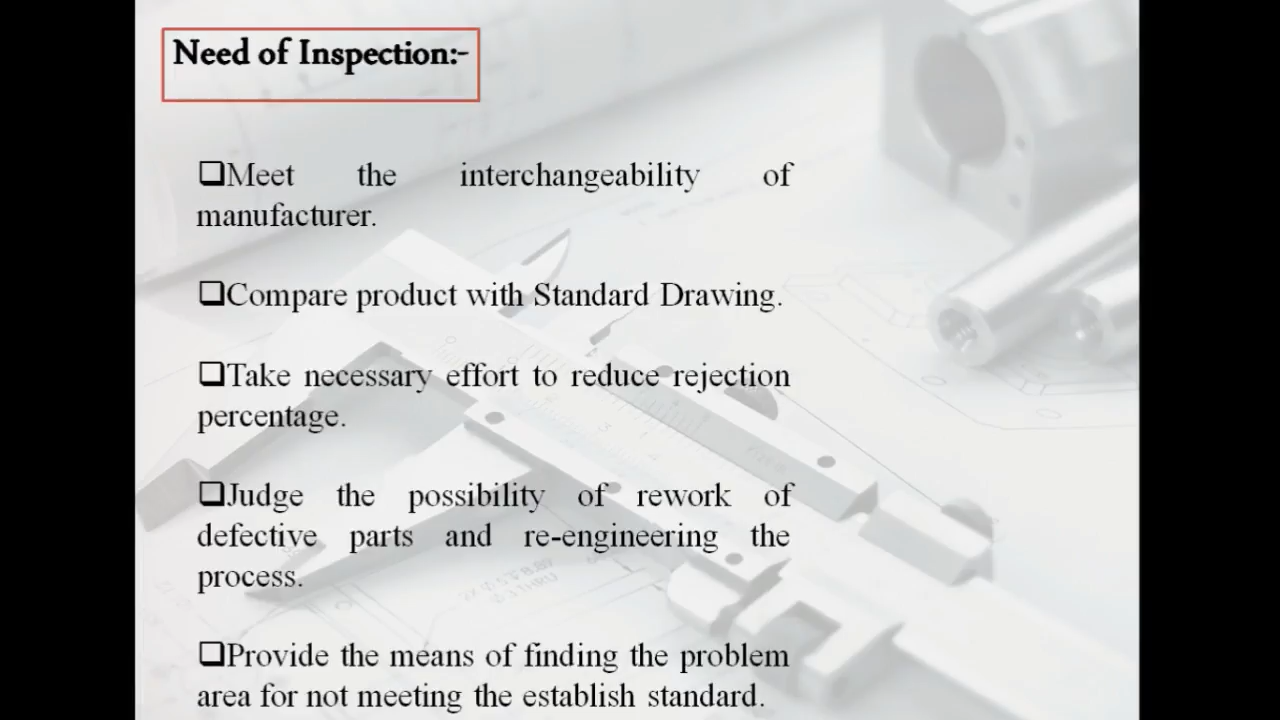 Need of Inspection:-
❑Meet the interchangeability of
manufacturer.
❑Compare product with Standard Drawing.
❑Take necessary effort to reduce rejection
percentage.
❑Judge the possibility of rework of
defective parts and re-engineering the
process.
❑Provide the means of finding the problem
area for not meeting the establish standard.